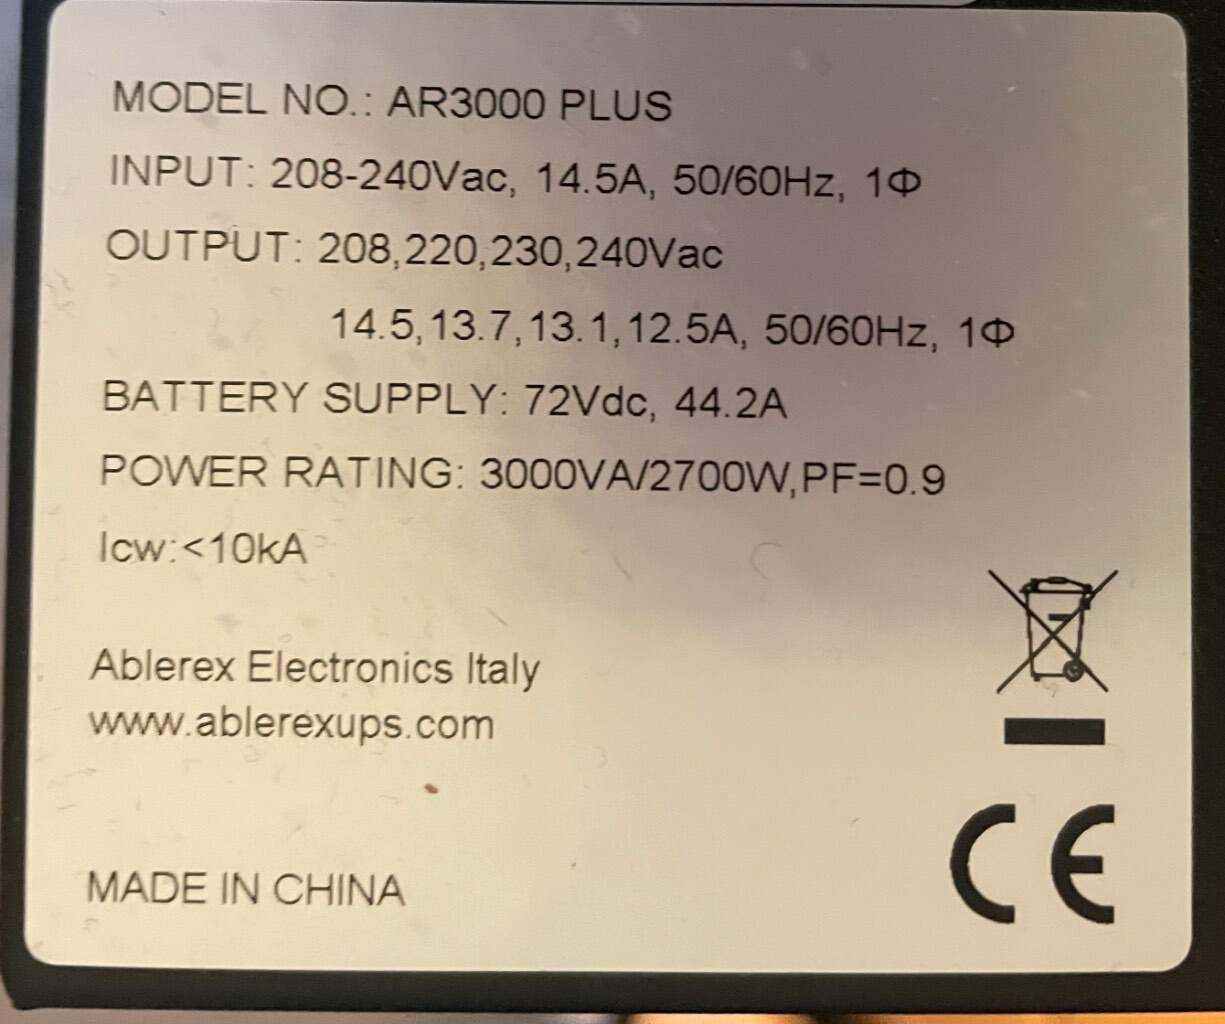 MODEL NO.: AR3000 PLUS
INPUT: 208-240Vac, 14.5A, 50/60Hz, 1Φ
OUTPUT: 208,220,230,240Vac
14.5,13.7,13.1,12.5A, 50/60Hz, 1Φ
BATTERY SUPPLY: 72Vdc, 44.2A
POWER RATING: 3000VA/2700W,PF=0.9
Icw:<10kA
Ablerex Electronics Italy
www.ablerexups.com
MADE IN CHINA
CE